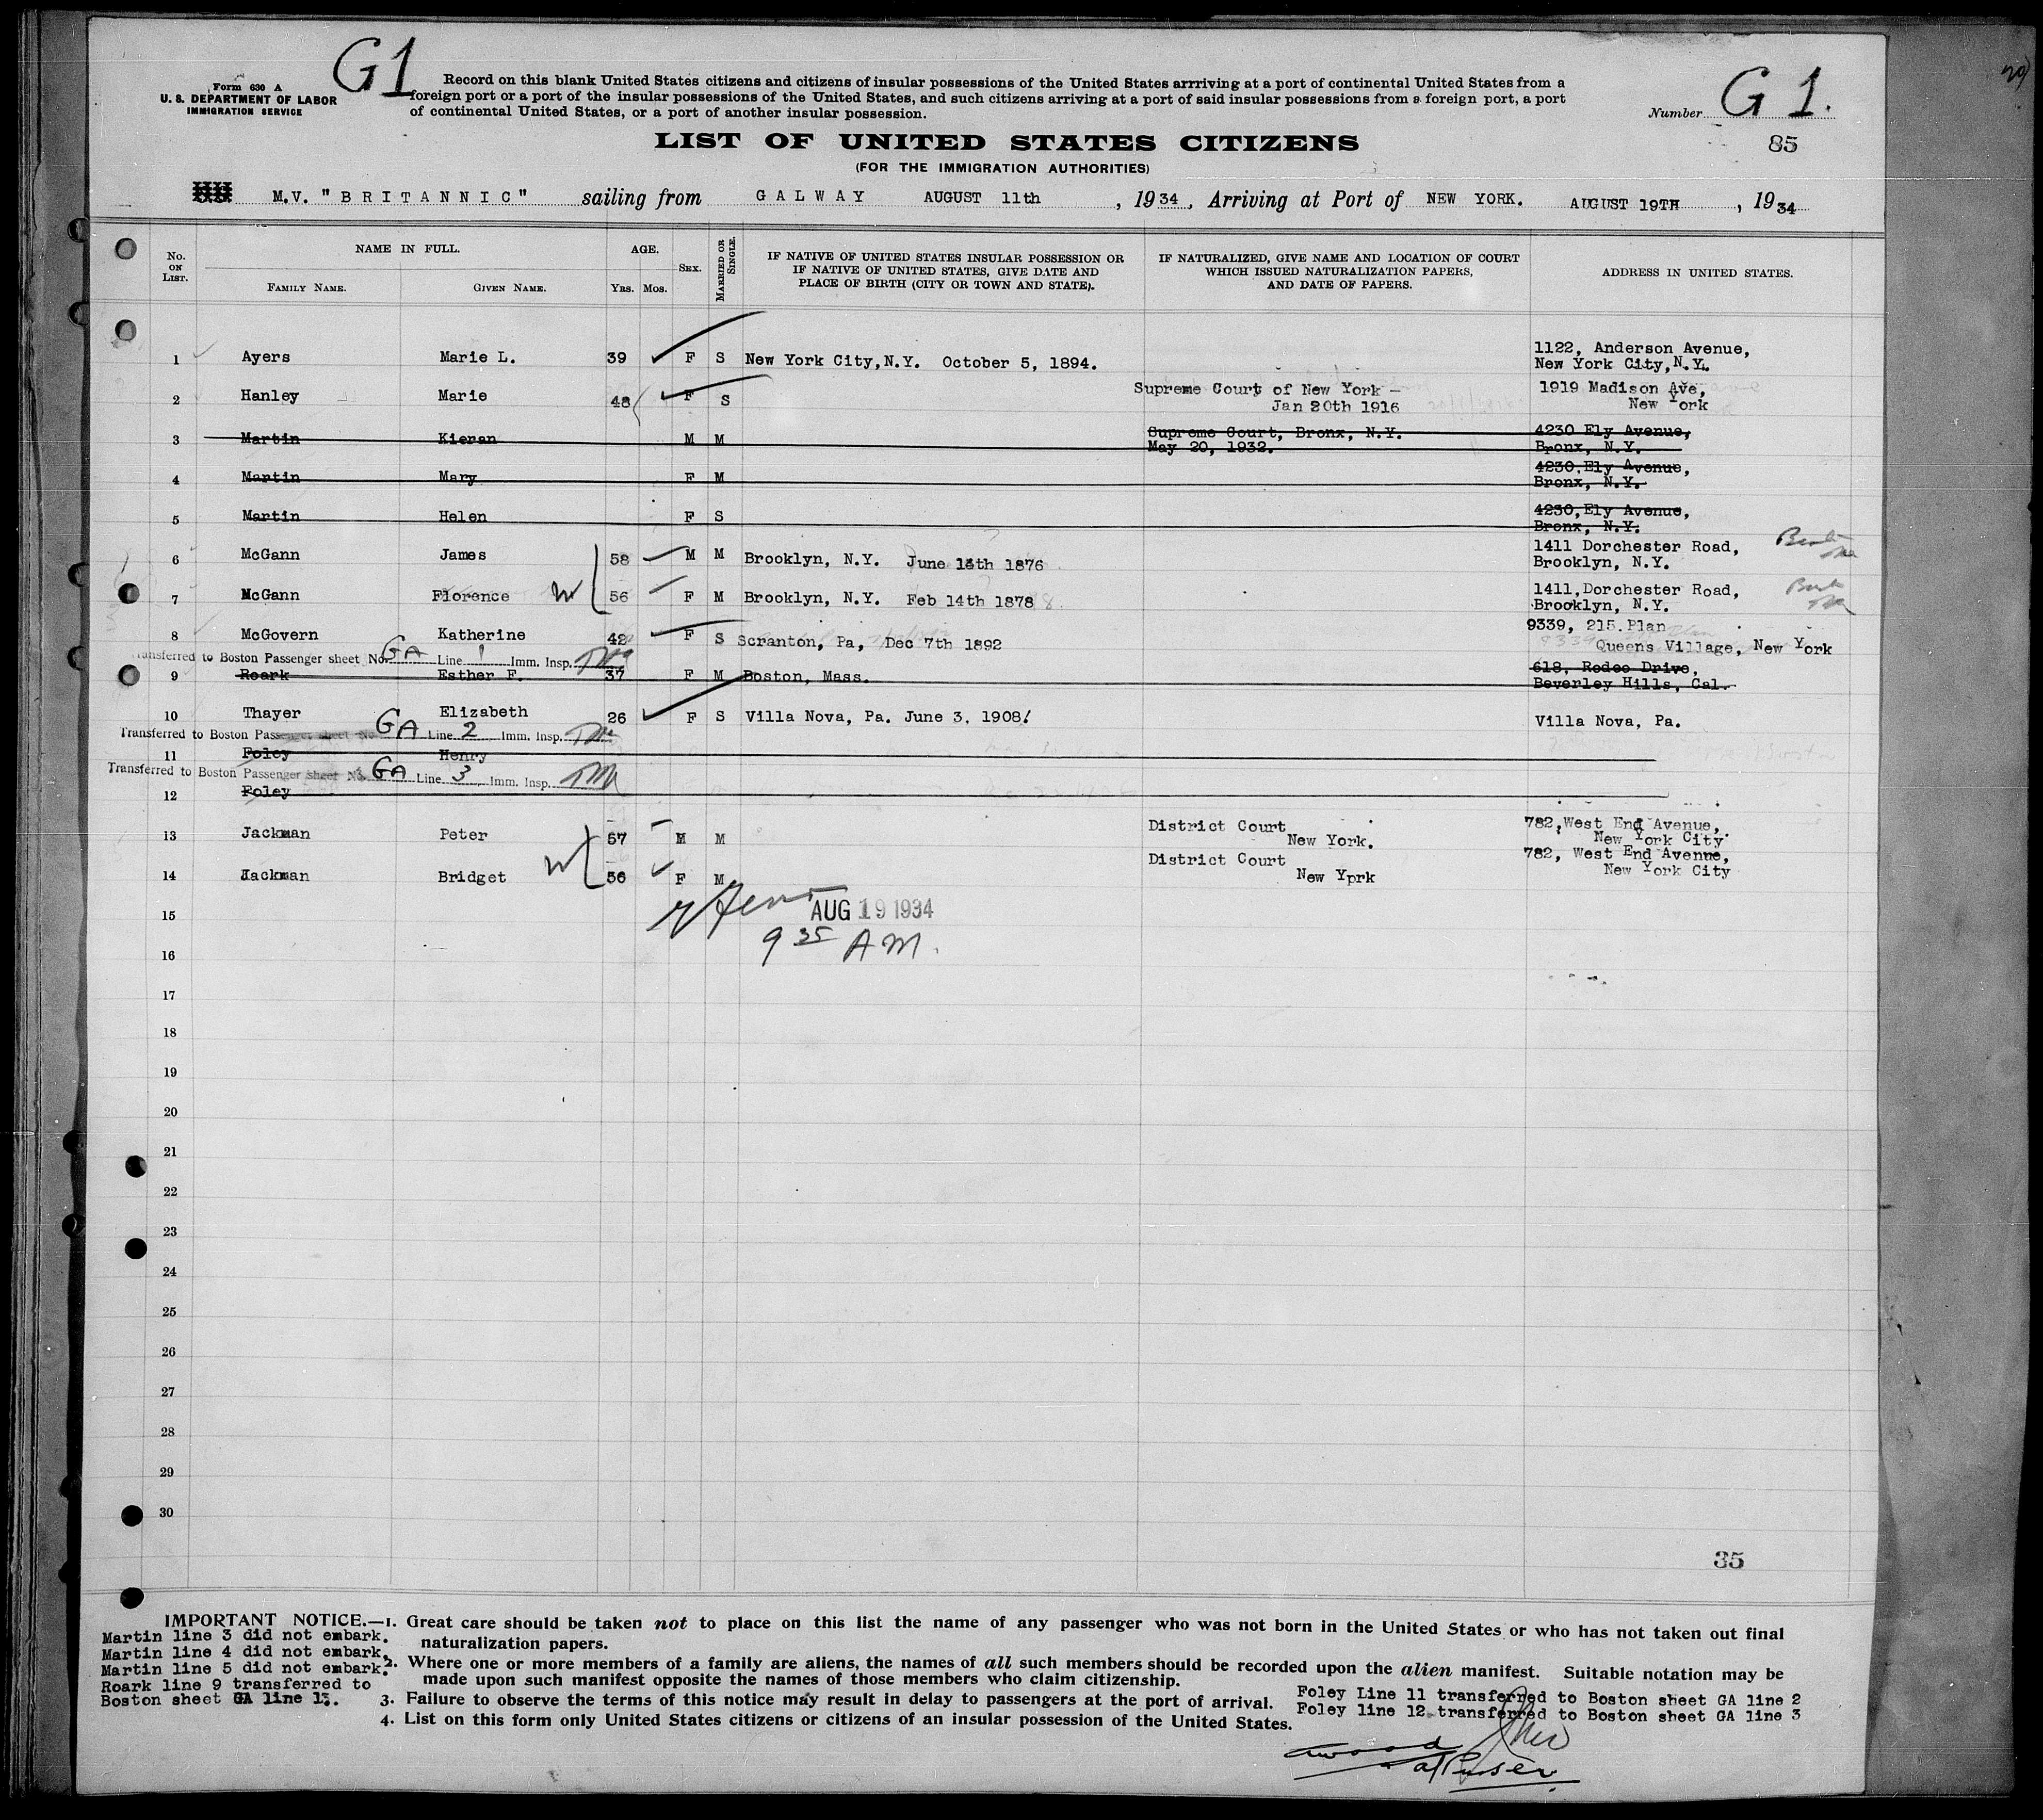 G1
Form 630 A
U. S. DEPARTMENT OF LABOR
IMMIGRATION SERVICE
Record on this blank United States citizens and citizens of insular possessions of the United States arrriving at a port of continental United States from a
foreign port or a port of the insular possessions of the United States, and such citizens arriving at a port of said insular possessions from a foreign port, a port
of continental United States, or a port of another insular possession.
Number G 1.
85
LIST OF UNITED STATES CITIZENS
(FOR THE IMMIGRATION AUTHORITIES)
M.V. "BRITANNIC" sailing from GALWAY AUGUST 11th, 1934, Arriving at Port of NEW YORK. AUGUST 19TH, 1934
No. ON LIST. NAME IN FULL. FAMILY NAME. GIVEN NAME. AGE. YRS. MOS. SEX. MARRIED OR SINGLE. IF NATIVE OF UNITED STATES INSULAR POSSESSION OR IF NATIVE OF UNITED STATES, GIVE DATE AND PLACE OF BIRTH (CITY OR TOWN AND STATE). IF NATURALIZED, GIVE NAME AND LOCATION OF COURT WHICH ISSUED NATURALIZATION PAPERS, AND DATE OF PAPERS. ADDRESS IN UNITED STATES.
1 Ayers Marie L. 39 F S New York City, N.Y. October 5, 1894. 1122, Anderson Avenue, New York City, N.Y.
2 Hanley Marie 48 F S Supreme Court of New York - Jan 20th 1916 1919 Madison Ave, New York
3 Martin Kieran M M Supreme Court, Bronx, N.Y. May 20, 1932. 4230 Ely Avenue, Bronx, N.Y.
4 Martin Mary F M 4230, Ely Avenue, Bronx, N.Y.
5 Martin Helen F S 4230, Ely Avenue, Bronx, N.Y.
6 McGann James 58 M M Brooklyn, N.Y. June 14th 1876 1411 Dorchester Road, Brooklyn, N.Y.
7 McGann Florence W 56 F M Brooklyn, N.Y. Feb 14th 1878 1411, Dorchester Road, Brooklyn, N.Y.
8 McGovern Katherine 42 F S Scranton, Pa, Dec 7th 1892 9339, 215. Plan Queens Village, New York
Transferred to Boston Passenger sheet No. GA Line 1 Imm. Insp.
9 Roark Esther F. 37 F M Boston, Mass. 618, Rodeo Drive, Beverley Hills, Cal.
10 Thayer Elizabeth 26 F S Villa Nova, Pa. June 3, 1908. Villa Nova, Pa.
Transferred to Boston Passenger sheet No. GA Line 2 Imm. Insp.
11 Foley Henry
Transferred to Boston Passenger sheet No. GA Line 3 Imm. Insp.
12 Foley
13 Jackman Peter 57 M M District Court New York. 782, West End Avenue, New York City
14 Jackman Bridget W 56 F M District Court New Yprk 782, West End Avenue, New York City
15 AUG 19 1934
16 9 35 A M.
17
18
19
20
21
22
23
24
25
26
27
28
29
30
35
IMPORTANT NOTICE.—1. Great care should be taken not to place on this list the name of any passenger who was not born in the United States or who has not taken out final
naturalization papers.
2. Where one or more members of a family are aliens, the names of all such members should be recorded upon the alien manifest. Suitable notation may be
made upon such manifest opposite the names of those members who claim citizenship.
3. Failure to observe the terms of this notice may result in delay to passengers at the port of arrival.
4. List on this form only United States citizens or citizens of an insular possession of the United States.
Martin line 3 did not embark.
Martin line 4 did not embark.
Martin line 5 did not embark.
Roark line 9 transferred to
Boston sheet GA line 1.
Foley Line 11 transferred to Boston sheet GA line 2
Foley line 12 transferred to Boston sheet GA line 3